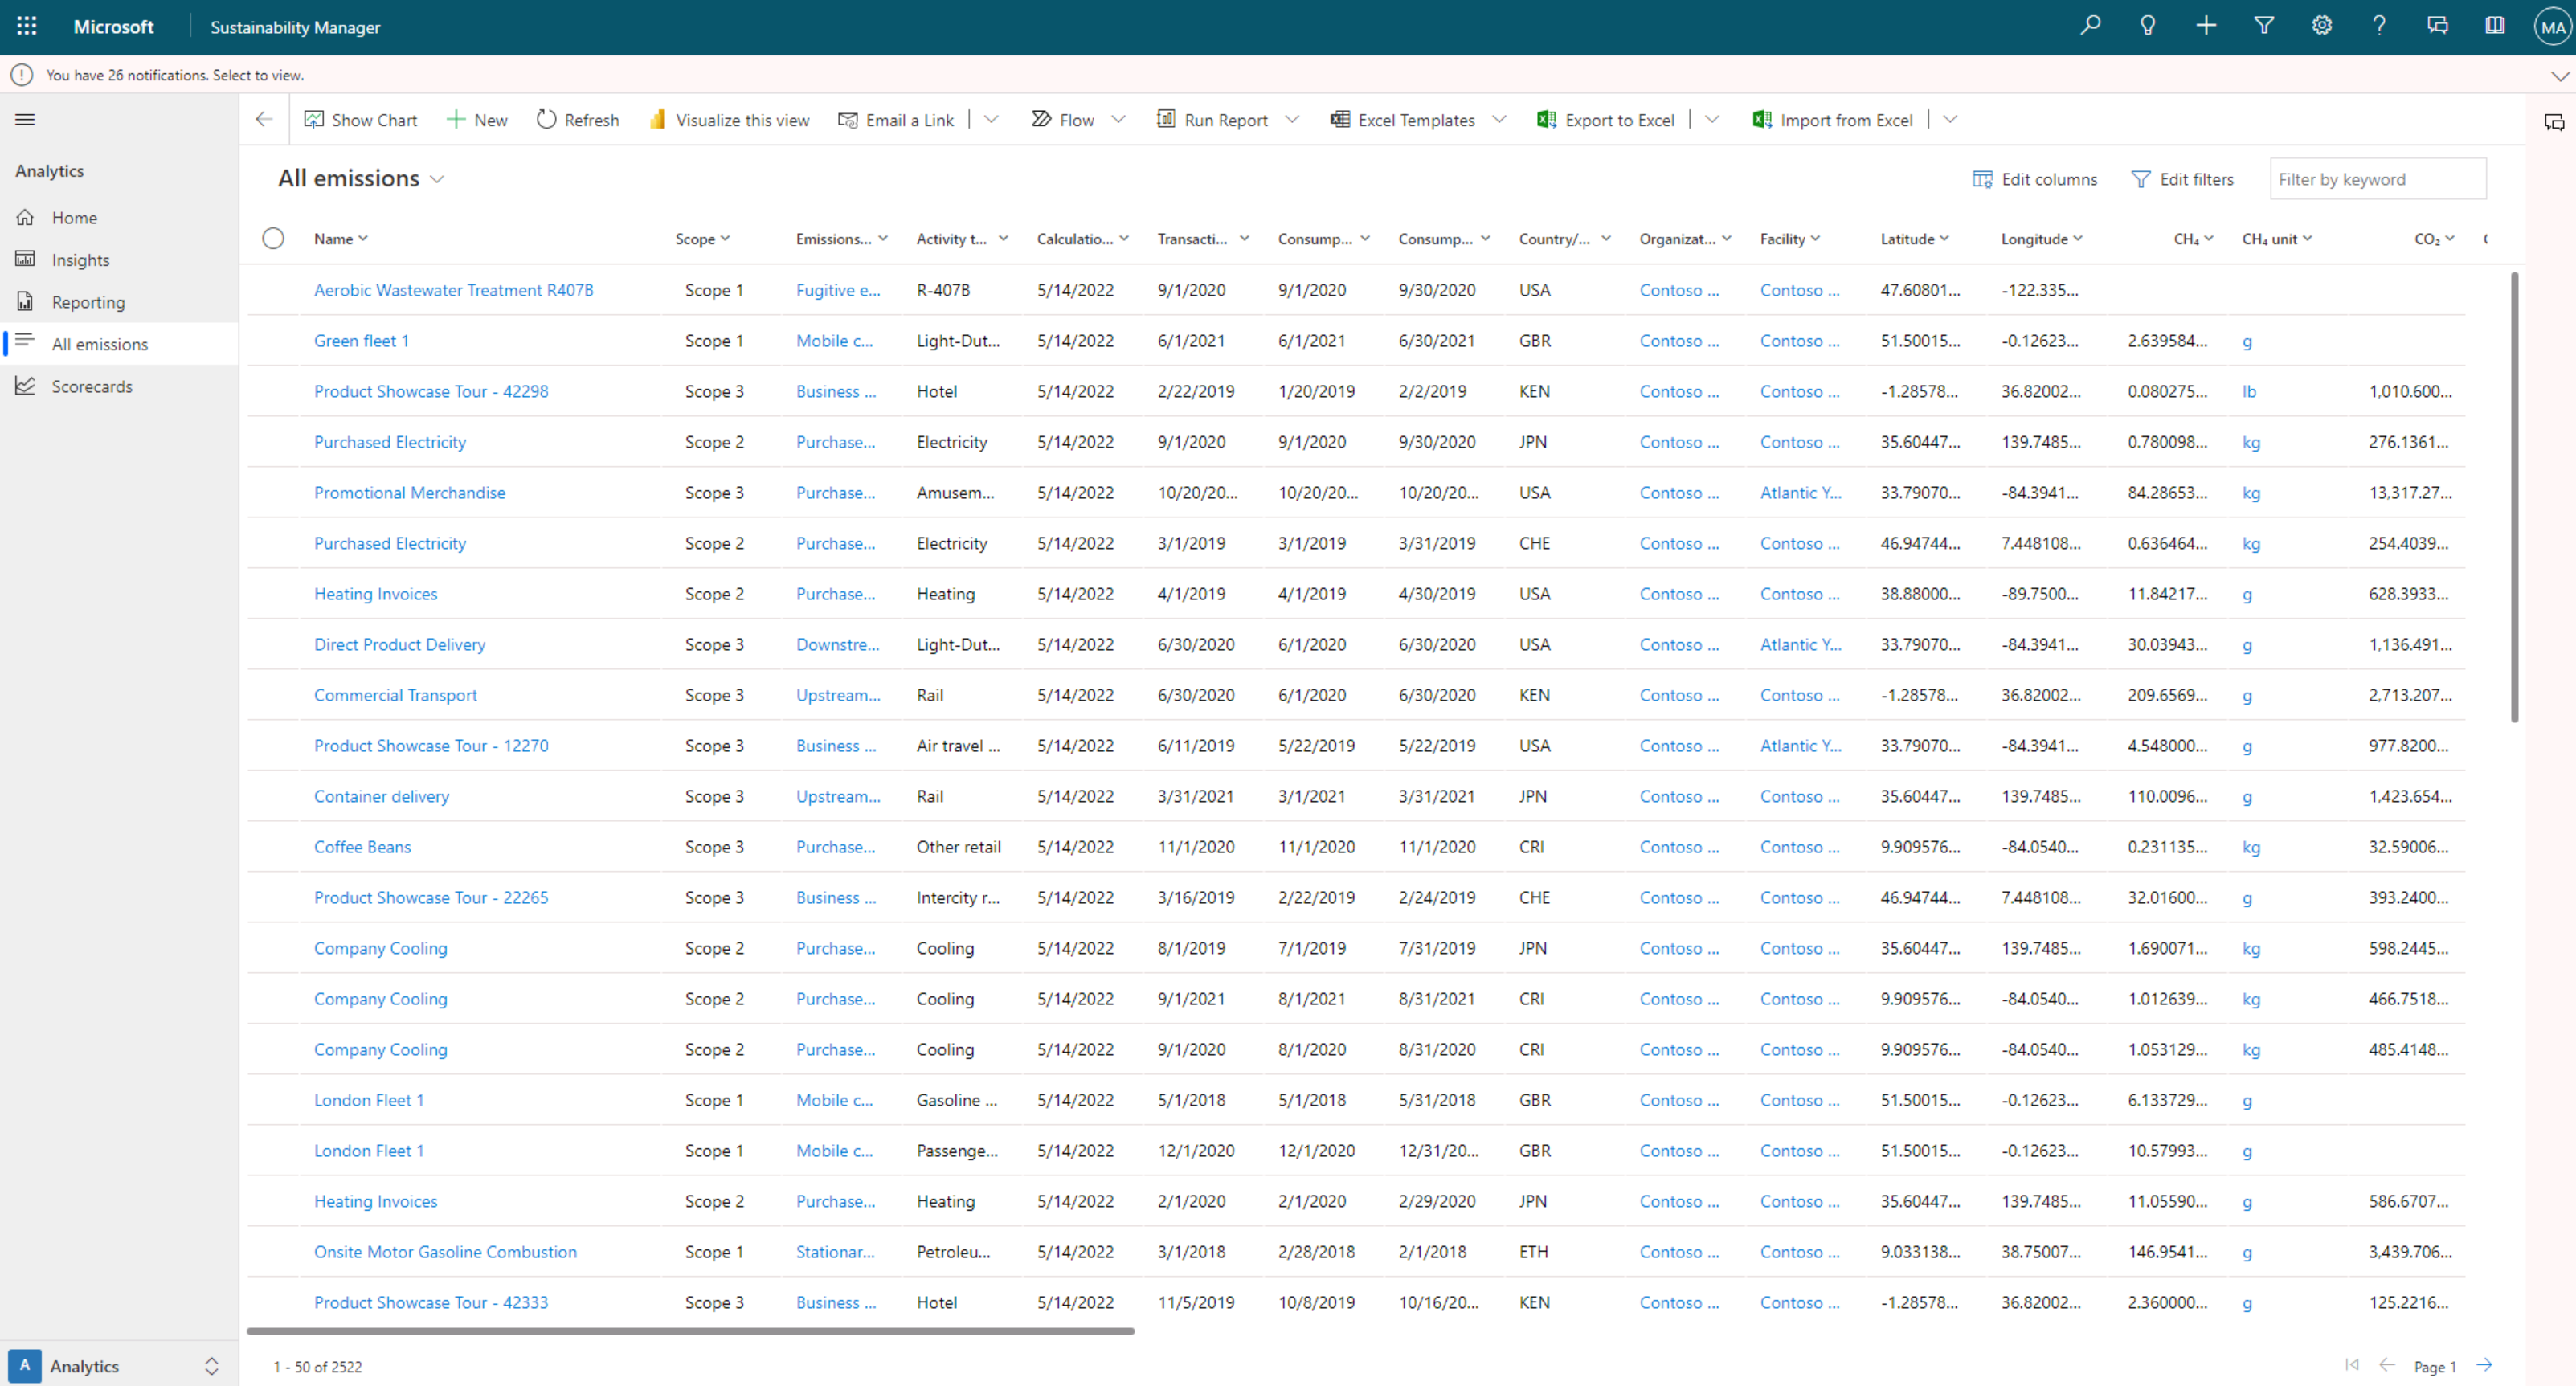 Microsoft Sustainability Manager MA
You have 26 notifications. Select to view.
Show Chart New Refresh Visualize this view Email a Link Flow Run Report Excel Templates Export to Excel Import from Excel
Analytics
Home
Insights
Reporting
All emissions
Scorecards
All emissions Edit columns Edit filters Filter by keyword
Name Scope Emissions... Activity t... Calculatio... Transacti... Consump... Consump... Country/... Organizat... Facility Latitude Longitude CH₄ CH₄ unit CO₂
Aerobic Wastewater Treatment R407B Scope 1 Fugitive e... R-407B 5/14/2022 9/1/2020 9/1/2020 9/30/2020 USA Contoso ... Contoso ... 47.60801... -122.335...
Green fleet 1 Scope 1 Mobile c... Light-Dut... 5/14/2022 6/1/2021 6/1/2021 6/30/2021 GBR Contoso ... Contoso ... 51.50015... -0.12623... 2.639584... g
Product Showcase Tour - 42298 Scope 3 Business ... Hotel 5/14/2022 2/22/2019 1/20/2019 2/2/2019 KEN Contoso ... Contoso ... -1.28578... 36.82002... 0.080275... lb 1,010.600...
Purchased Electricity Scope 2 Purchase... Electricity 5/14/2022 9/1/2020 9/1/2020 9/30/2020 JPN Contoso ... Contoso ... 35.60447... 139.7485... 0.780098... kg 276.1361...
Promotional Merchandise Scope 3 Purchase... Amusem... 5/14/2022 10/20/20... 10/20/20... 10/20/20... USA Contoso ... Atlantic Y... 33.79070... -84.3941... 84.28653... kg 13,317.27...
Purchased Electricity Scope 2 Purchase... Electricity 5/14/2022 3/1/2019 3/1/2019 3/31/2019 CHE Contoso ... Contoso ... 46.94744... 7.448108... 0.636464... kg 254.4039...
Heating Invoices Scope 2 Purchase... Heating 5/14/2022 4/1/2019 4/1/2019 4/30/2019 USA Contoso ... Contoso ... 38.88000... -89.7500... 11.84217... g 628.3933...
Direct Product Delivery Scope 3 Downstre... Light-Dut... 5/14/2022 6/30/2020 6/1/2020 6/30/2020 USA Contoso ... Atlantic Y... 33.79070... -84.3941... 30.03943... g 1,136.491...
Commercial Transport Scope 3 Upstream... Rail 5/14/2022 6/30/2020 6/1/2020 6/30/2020 KEN Contoso ... Contoso ... -1.28578... 36.82002... 209.6569... g 2,713.207...
Product Showcase Tour - 12270 Scope 3 Business ... Air travel ... 5/14/2022 6/11/2019 5/22/2019 5/22/2019 USA Contoso ... Atlantic Y... 33.79070... -84.3941... 4.548000... g 977.8200...
Container delivery Scope 3 Upstream... Rail 5/14/2022 3/31/2021 3/1/2021 3/31/2021 JPN Contoso ... Contoso ... 35.60447... 139.7485... 110.0096... g 1,423.654...
Coffee Beans Scope 3 Purchase... Other retail 5/14/2022 11/1/2020 11/1/2020 11/1/2020 CRI Contoso ... Contoso ... 9.909576... -84.0540... 0.231135... kg 32.59006...
Product Showcase Tour - 22265 Scope 3 Business ... Intercity r... 5/14/2022 3/16/2019 2/22/2019 2/24/2019 CHE Contoso ... Contoso ... 46.94744... 7.448108... 32.01600... g 393.2400...
Company Cooling Scope 2 Purchase... Cooling 5/14/2022 8/1/2019 7/1/2019 7/31/2019 JPN Contoso ... Contoso ... 35.60447... 139.7485... 1.690071... kg 598.2445...
Company Cooling Scope 2 Purchase... Cooling 5/14/2022 9/1/2021 8/1/2021 8/31/2021 CRI Contoso ... Contoso ... 9.909576... -84.0540... 1.012639... kg 466.7518...
Company Cooling Scope 2 Purchase... Cooling 5/14/2022 9/1/2020 8/1/2020 8/31/2020 CRI Contoso ... Contoso ... 9.909576... -84.0540... 1.053129... kg 485.4148...
London Fleet 1 Scope 1 Mobile c... Gasoline ... 5/14/2022 5/1/2018 5/1/2018 5/31/2018 GBR Contoso ... Contoso ... 51.50015... -0.12623... 6.133729... g
London Fleet 1 Scope 1 Mobile c... Passenge... 5/14/2022 12/1/2020 12/1/2020 12/31/20... GBR Contoso ... Contoso ... 51.50015... -0.12623... 10.57993... g
Heating Invoices Scope 2 Purchase... Heating 5/14/2022 2/1/2020 2/1/2020 2/29/2020 JPN Contoso ... Contoso ... 35.60447... 139.7485... 11.05590... g 586.6707...
Onsite Motor Gasoline Combustion Scope 1 Stationar... Petroleu... 5/14/2022 3/1/2018 2/28/2018 2/1/2018 ETH Contoso ... Contoso ... 9.033138... 38.75007... 146.9541... g 3,439.706...
Product Showcase Tour - 42333 Scope 3 Business ... Hotel 5/14/2022 11/5/2019 10/8/2019 10/16/20... KEN Contoso ... Contoso ... -1.28578... 36.82002... 2.360000... g 125.2216...
A Analytics 1 - 50 of 2522 Page 1